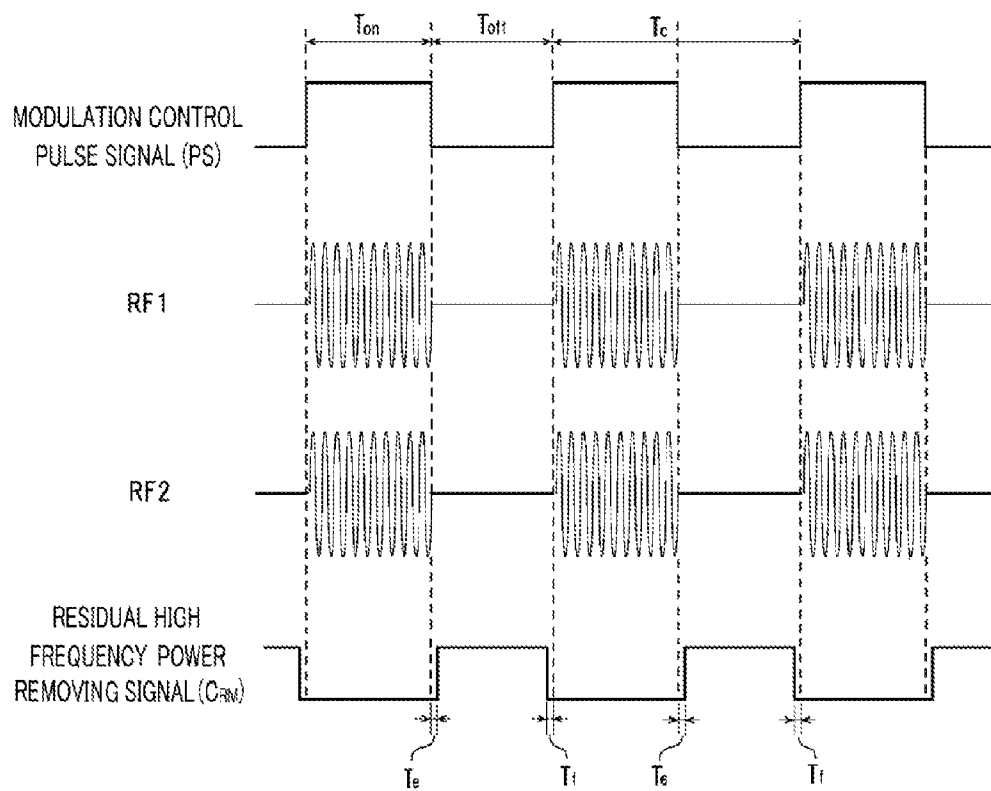 Ton Toff Tc
MODULATION CONTROL
PULSE SIGNAL (PS)
RF1
RF2
RESIDUAL HIGH
FREQUENCY POWER
REMOVING SIGNAL (CRM)
Te Tf Te Tf